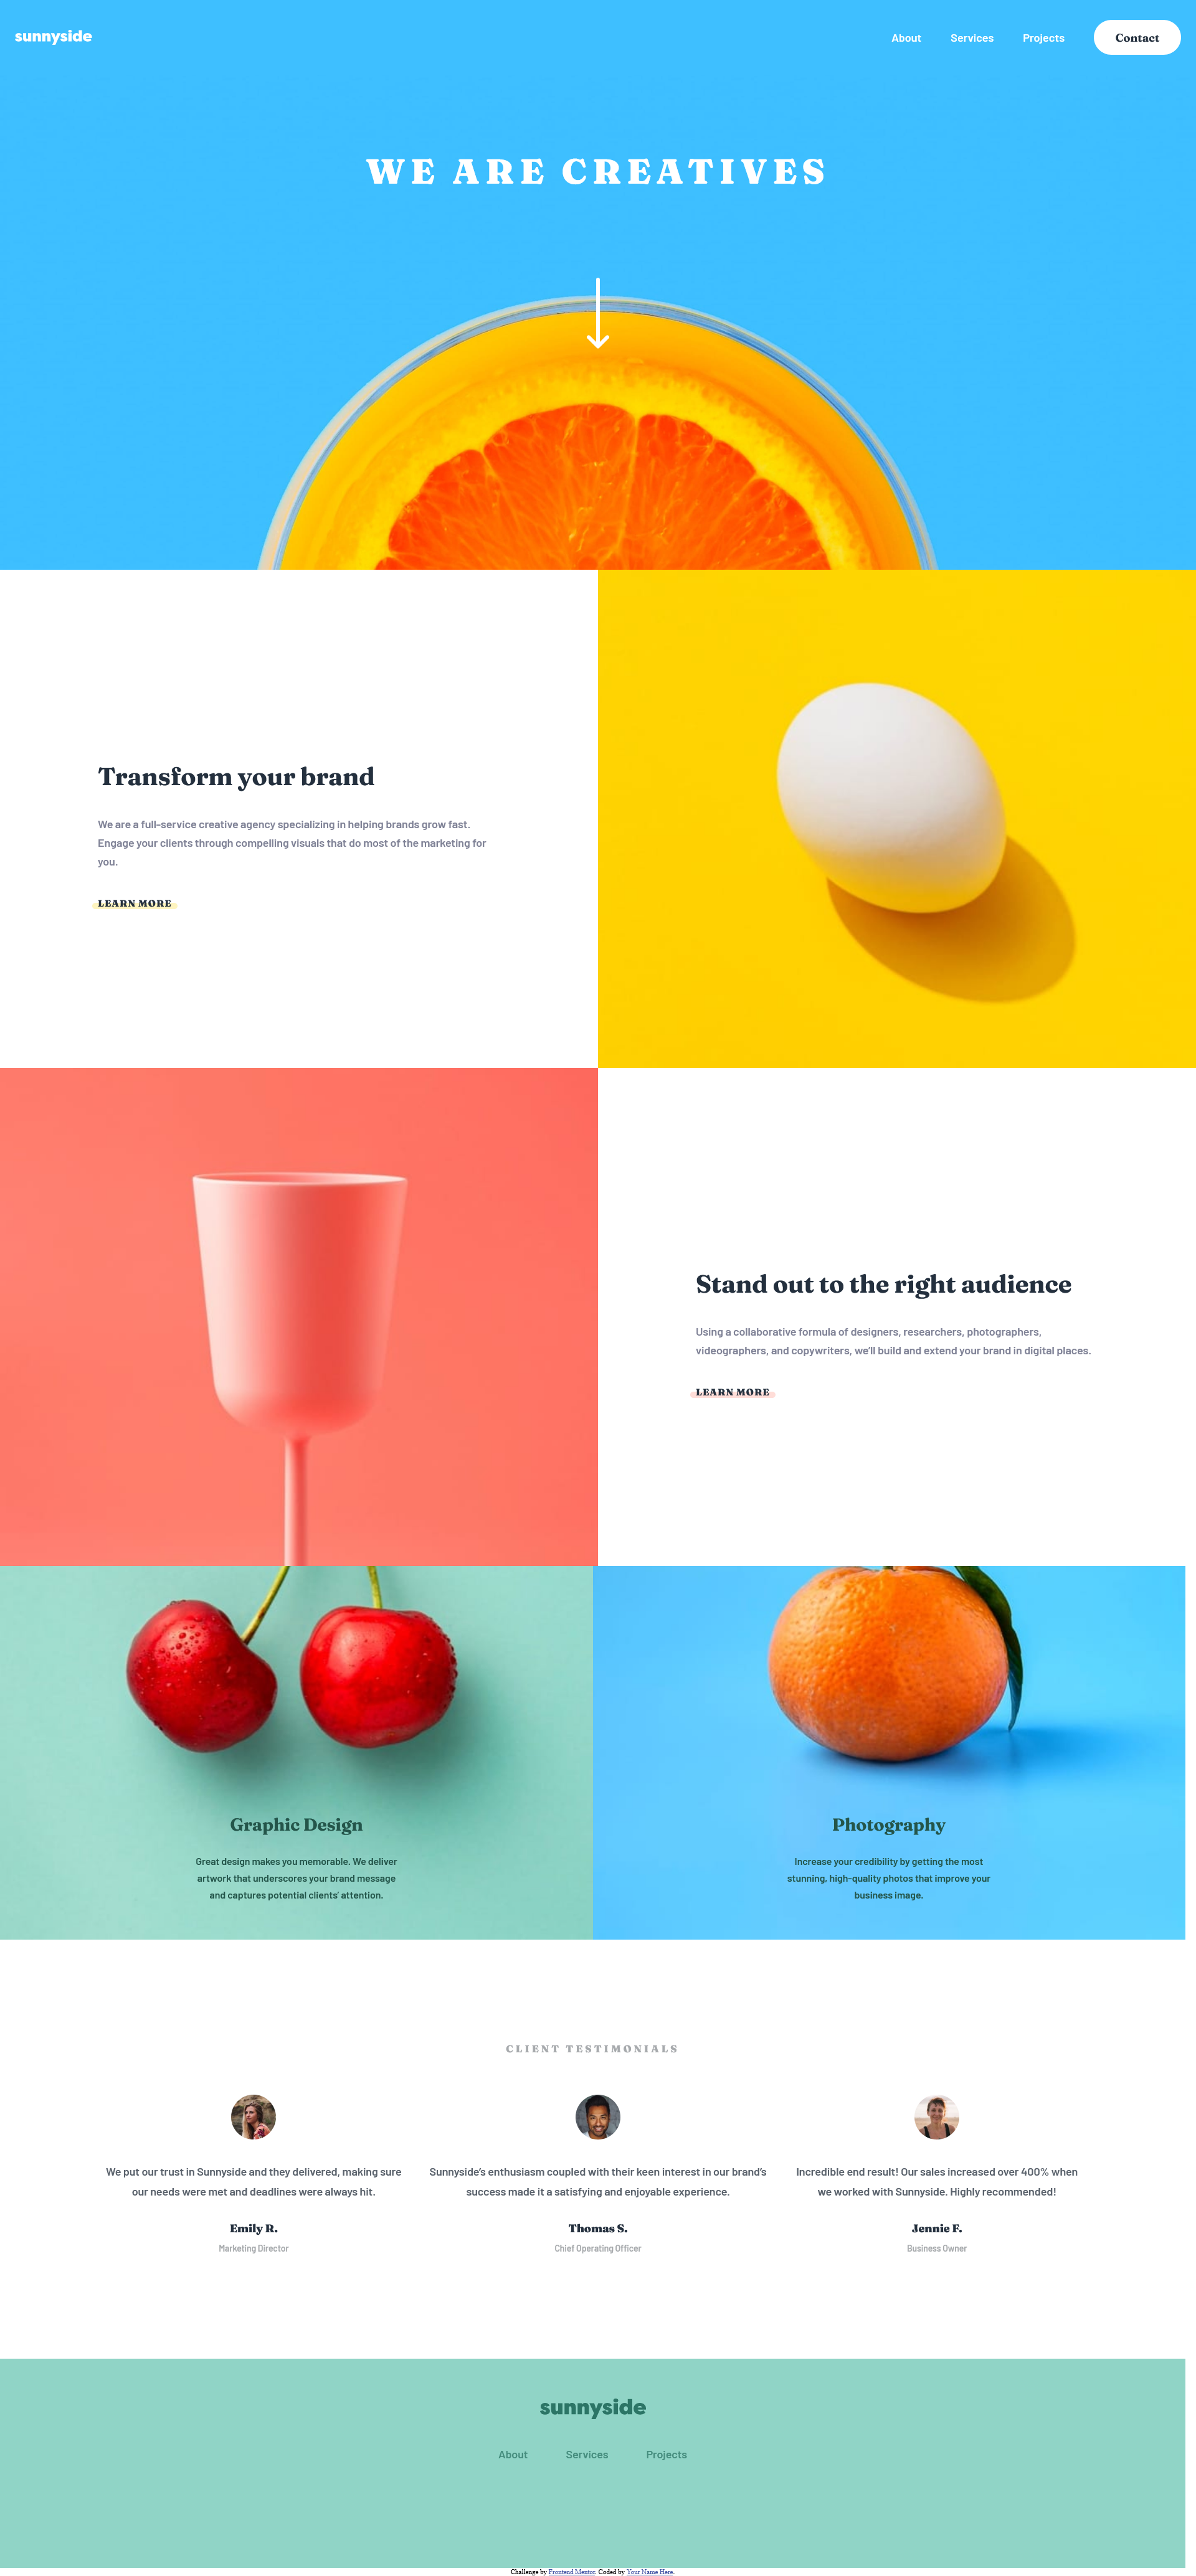 sunnyside
About Services Projects Contact
WE ARE CREATIVES
Transform your brand
We are a full-service creative agency specializing in helping brands grow fast.
Engage your clients through compelling visuals that do most of the marketing for
you.
LEARN MORE
Stand out to the right audience
Using a collaborative formula of designers, researchers, photographers,
videographers, and copywriters, we'll build and extend your brand in digital places.
LEARN MORE
Graphic Design
Great design makes you memorable. We deliver
artwork that underscores your brand message
and captures potential clients' attention.
Photography
Increase your credibility by getting the most
stunning, high-quality photos that improve your
business image.
CLIENT TESTIMONIALS
We put our trust in Sunnyside and they delivered, making sure
our needs were met and deadlines were always hit.
Emily R.
Marketing Director
Sunnyside's enthusiasm coupled with their keen interest in our brand's
success made it a satisfying and enjoyable experience.
Thomas S.
Chief Operating Officer
Incredible end result! Our sales increased over 400% when
we worked with Sunnyside. Highly recommended!
Jennie F.
Business Owner
sunnyside
About Services Projects
Challenge by Frontend Mentor. Coded by Your Name Here.